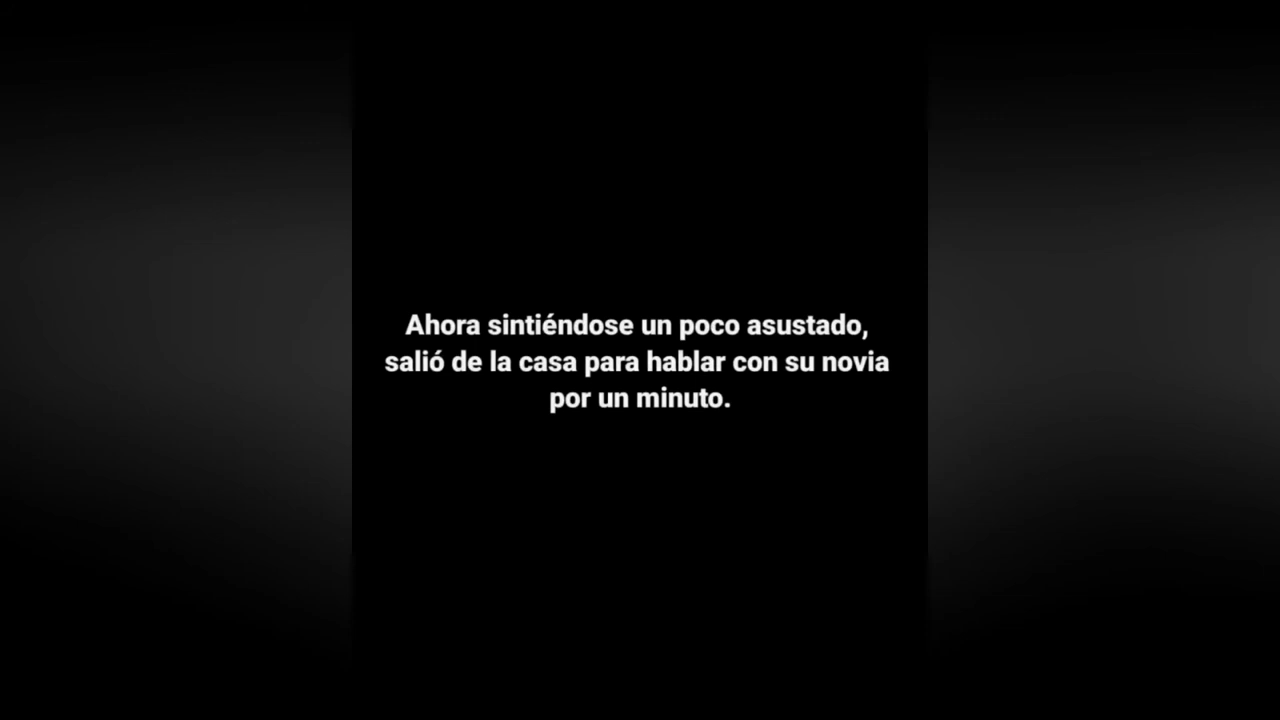 Ahora sintiéndose un poco asustado,
salió de la casa para hablar con su novia
por un minuto.